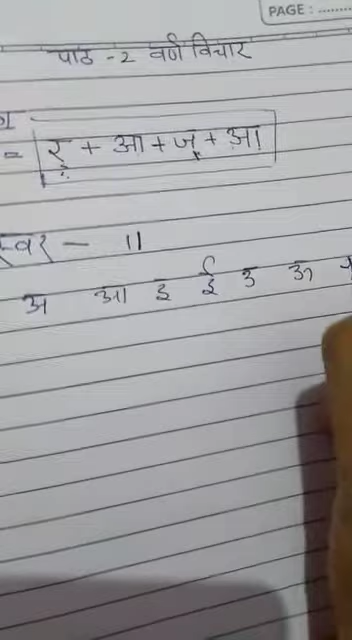 PAGE :
पाठ - 2 वर्ण विचार
= र् + आ + ज् + आ
स्वर - 11
अ आ इ ई उ ऊ